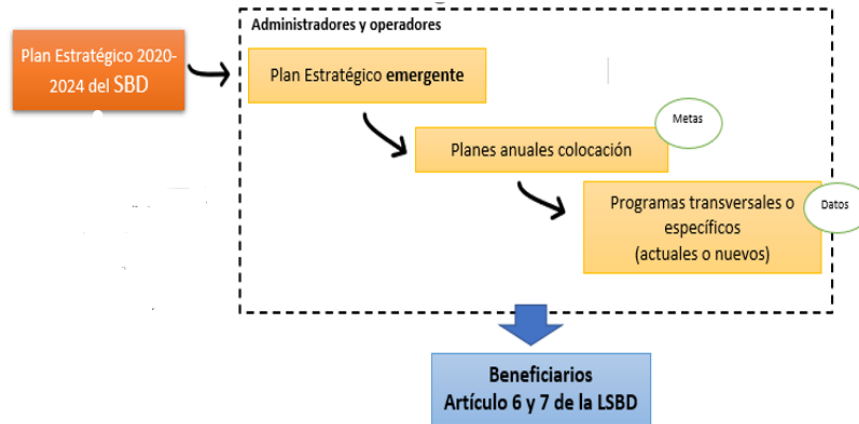 Administradores y operadores
Plan Estratégico 2020-
2024 del SBD
Plan Estratégico emergente
Metas
Planes anuales colocación
Programas transversales o
específicos
(actuales o nuevos)
Datos
Beneficiarios
Artículo 6 y 7 de la LSBD